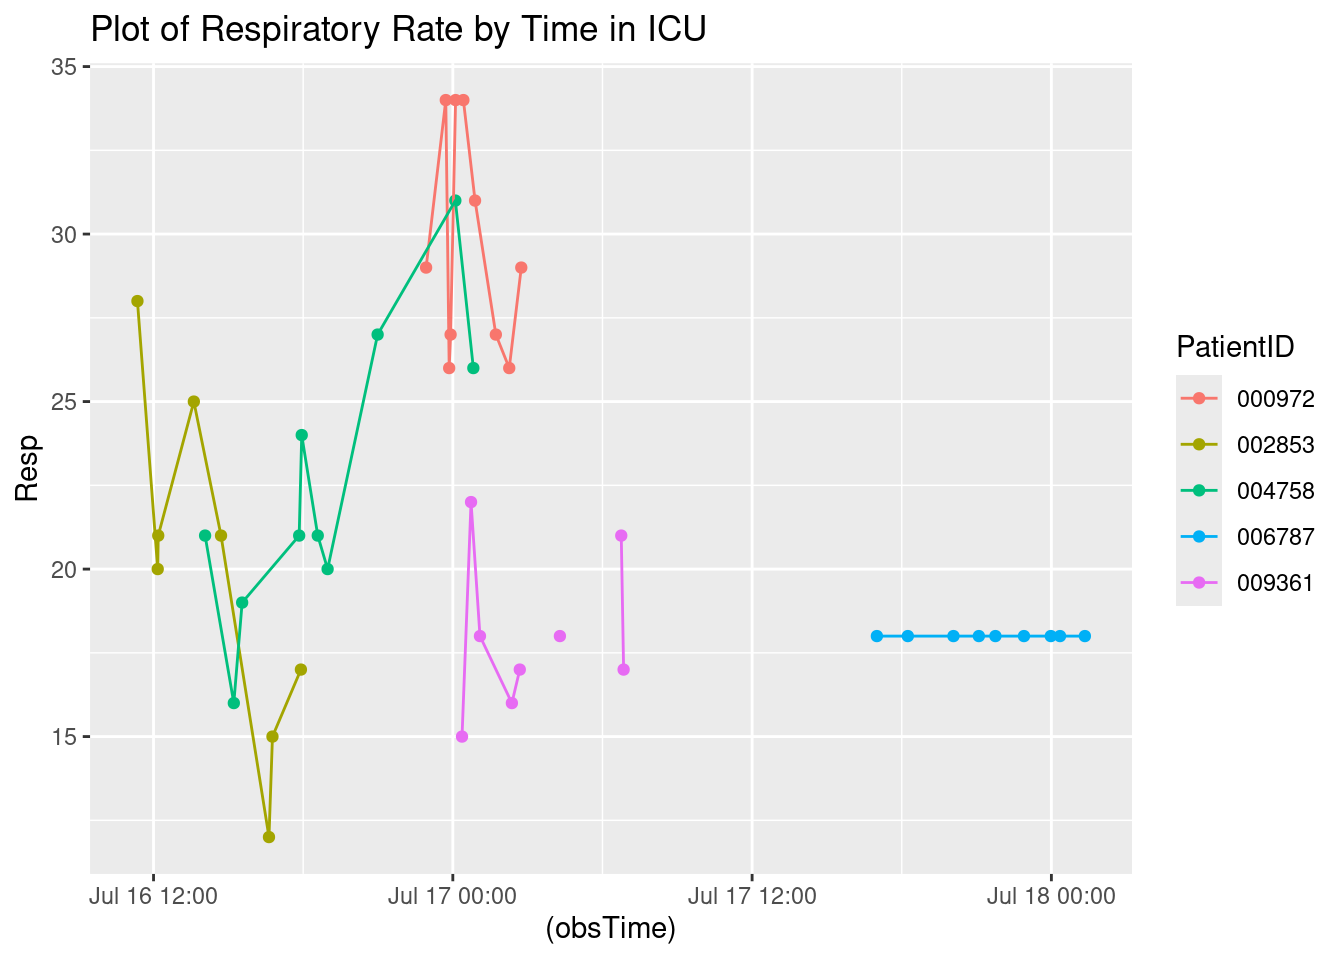 Plot of Respiratory Rate by Time in ICU
35
30
25
20
15
Resp
Jul 16 12:00
Jul 17 00:00
Jul 17 12:00
Jul 18 00:00
(obsTime)
PatientID
000972
002853
004758
006787
009361